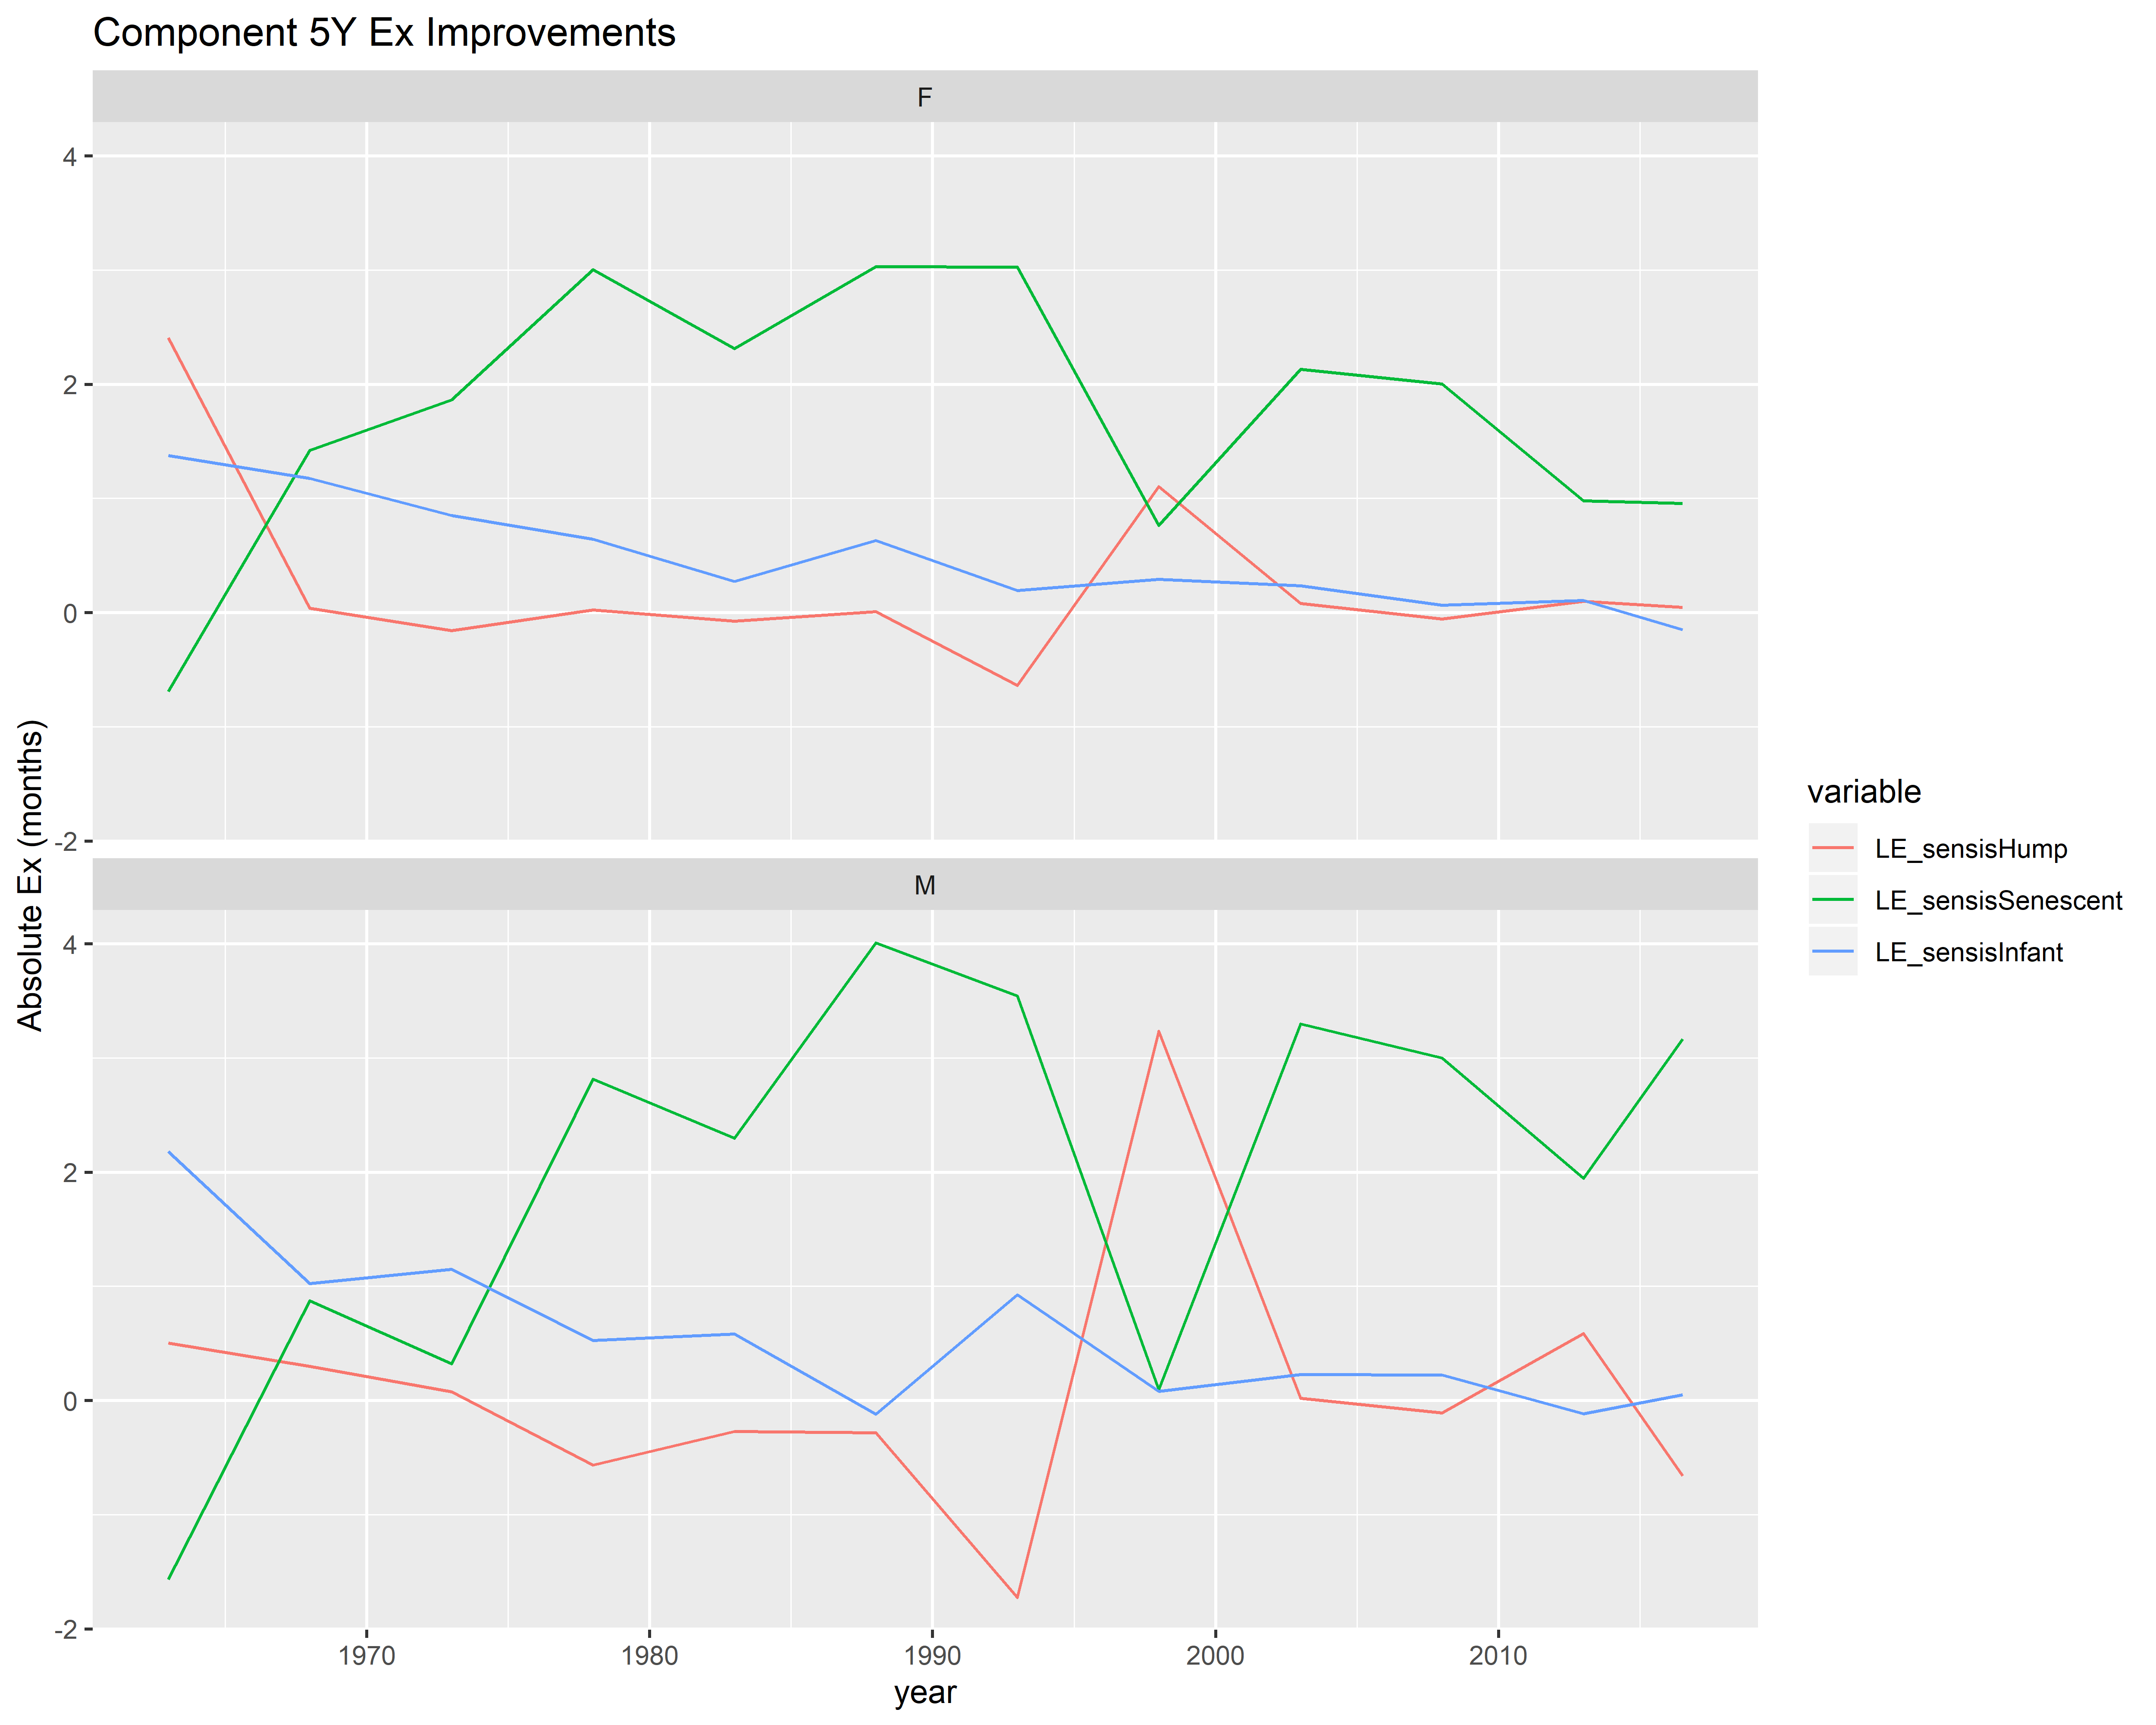 Component 5Y Ex Improvements
F
4
2
0
-2
M
4
2
0
-2
Absolute Ex (months)
1970 1980 1990 2000 2010
year
variable
LE_sensisHump
LE_sensisSenescent
LE_sensisInfant